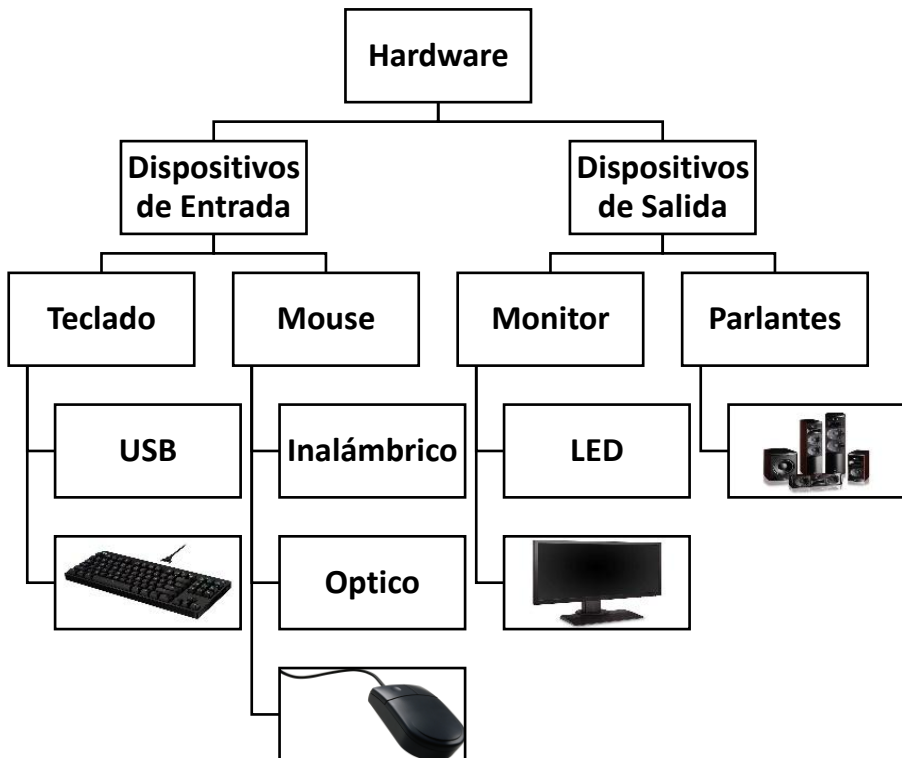 Hardware
Dispositivos
de Entrada
Dispositivos
de Salida
Teclado
Mouse
Monitor
Parlantes
USB
Inalámbrico
LED
Optico